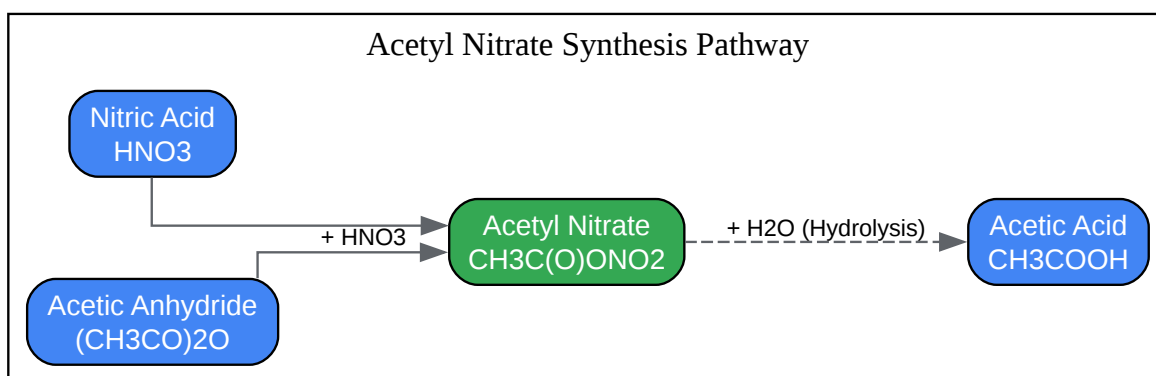 Acetyl Nitrate Synthesis Pathway
Nitric Acid
HNO3
+ HNO3
Acetic Anhydride
(CH3CO)2O
Acetyl Nitrate
CH3C(O)ONO2
+ H2O (Hydrolysis)
Acetic Acid
CH3COOH